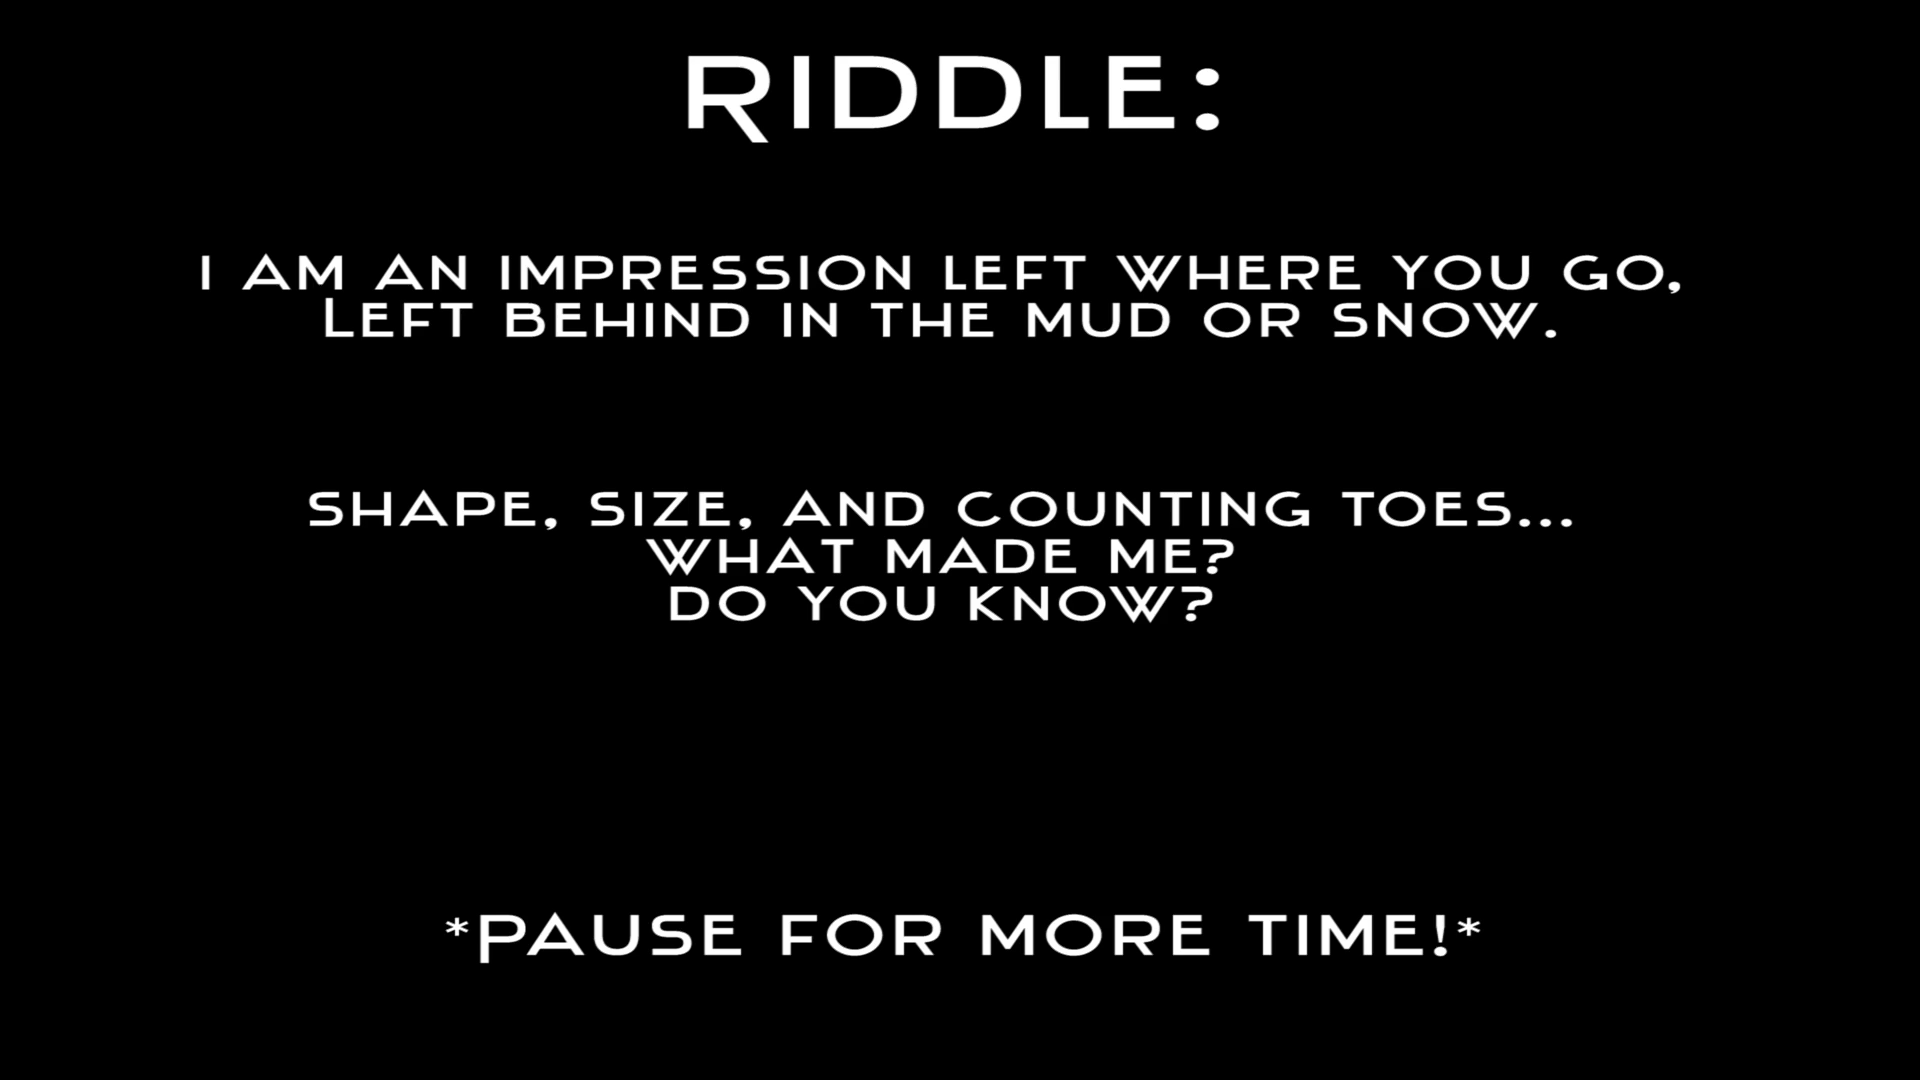 RIDDLE:
I AM AN IMPRESSION LEFT WHERE YOU GO,
LEFT BEHIND IN THE MUD OR SNOW.
SHAPE, SIZE, AND COUNTING TOES...
WHAT MADE ME?
DO YOU KNOW?
*PAUSE FOR MORE TIME!*